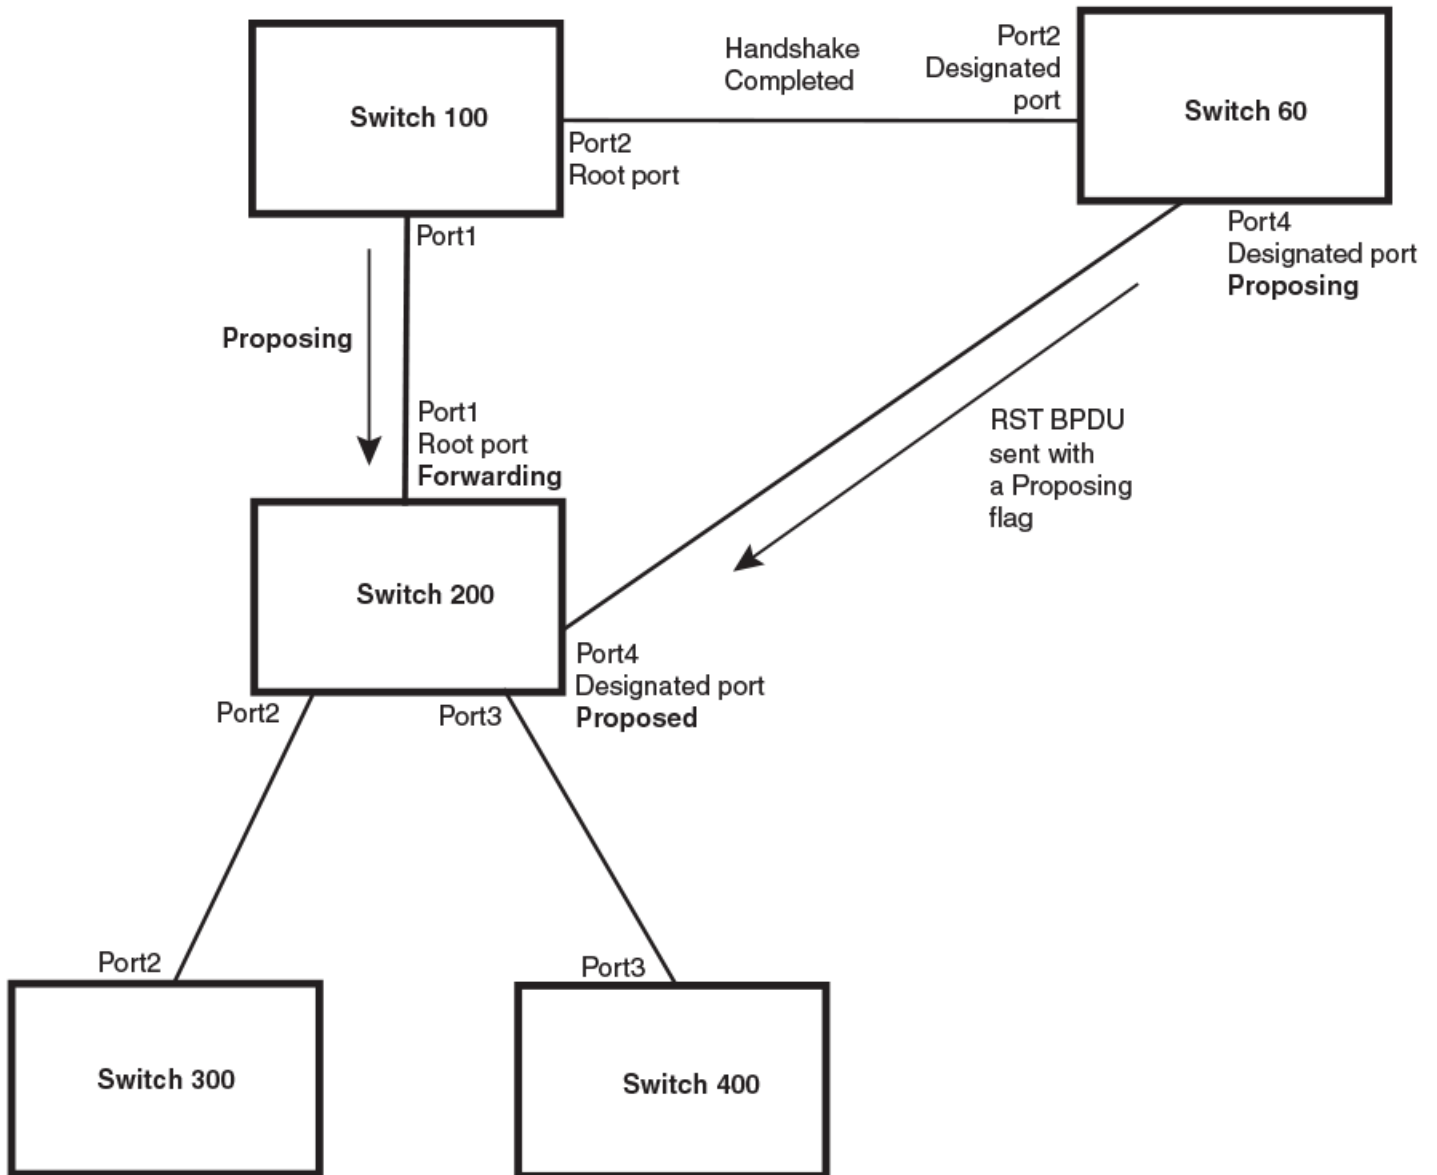 Switch 100
Handshake
Completed
Port2
Designated
port
Switch 60
Port2
Root port
Port1
Port4
Designated port
Proposing
Proposing
Port1
Root port
Forwarding
RST BPDU
sent with
a Proposing
flag
Switch 200
Port4
Designated port
Proposed
Port2
Port3
Port2
Port3
Switch 300
Switch 400